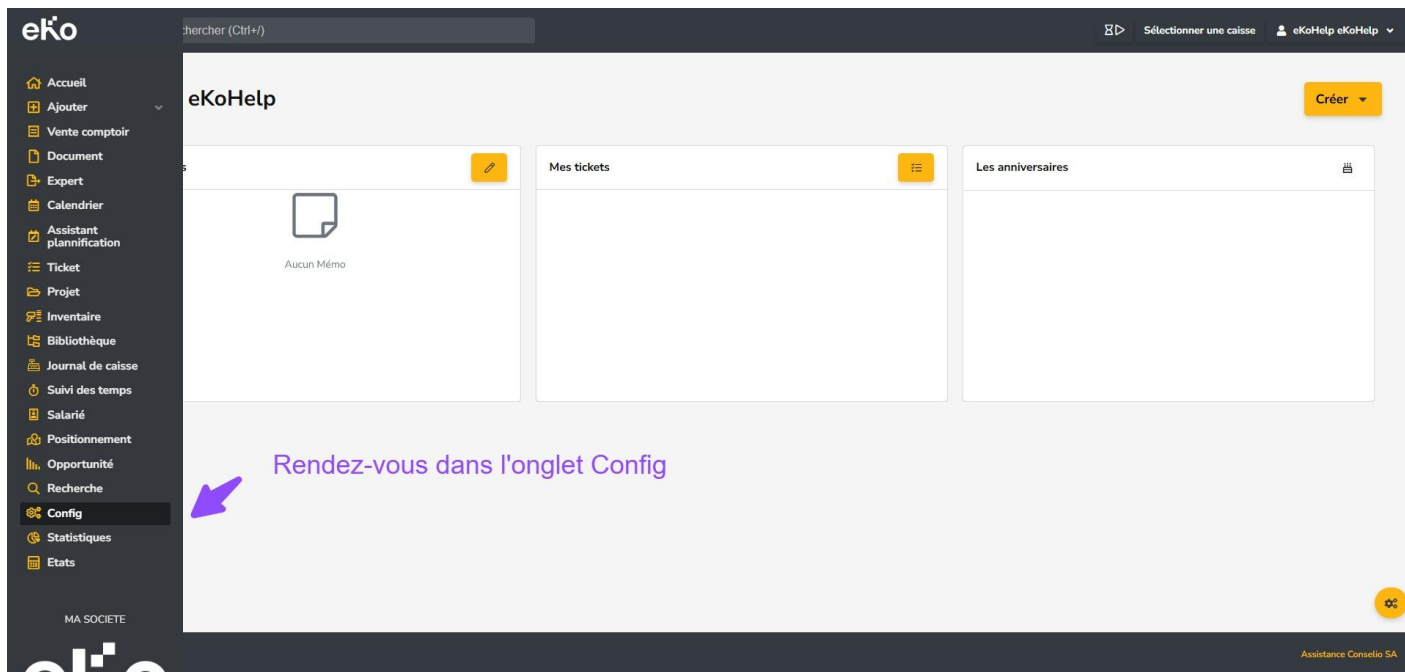 eKo
chercher (Ctrl+/)
Sélectionner une caisse
eKoHelp eKoHelp
Accueil
Ajouter
Vente comptoir
Document
Expert
Calendrier
Assistant
plannification
Ticket
Projet
Inventaire
Bibliothèque
Journal de caisse
Suivi des temps
Salarié
Positionnement
Opportunité
Recherche
Config
Statistiques
Etats
MA SOCIETE
eKo
eKoHelp
Créer
s
Aucun Mémo
Mes tickets
Les anniversaires
Rendez-vous dans l'onglet Config
Assistance Conselio SA